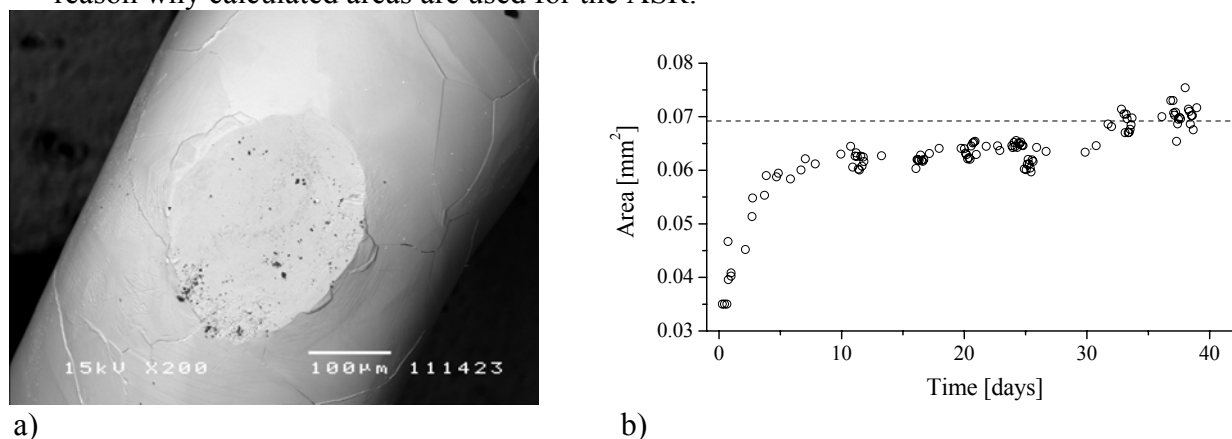 reason why calculated areas are used for the ASR.
15kV X200 100µm 111423
0.08
0.07
0.06
0.05
0.04
0.03
Area [mm²]
0 10 20 30 40
Time [days]
a) b)